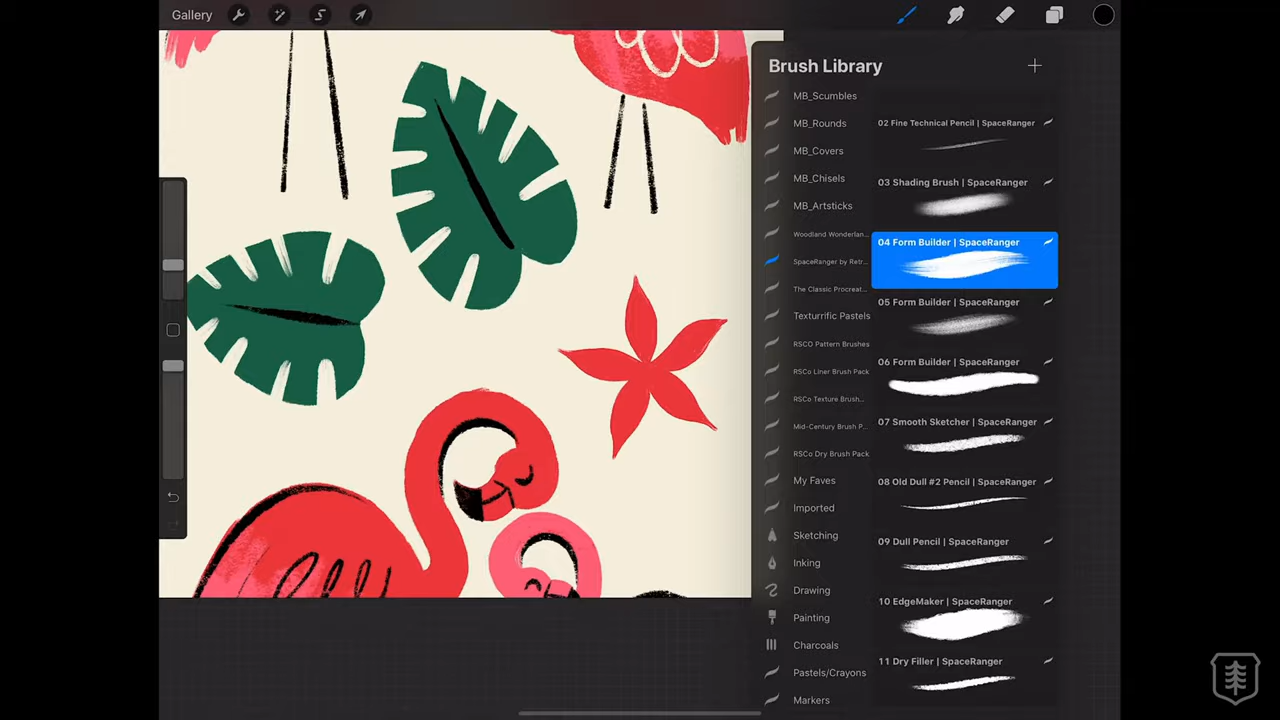 Gallery
Brush Library
MB_Scumbles
MB_Rounds
MB_Covers
MB_Chisels
MB_Artsticks
Woodland Wonderlan...
SpaceRanger by Retr...
The Classic Procreat...
Texturrific Pastels
RSCO Pattern Brushes
RSCo Liner Brush Pack
RSCo Texture Brush...
Mid-Century Brush P...
RSCo Dry Brush Pack
My Faves
Imported
Sketching
Inking
Drawing
Painting
Charcoals
Pastels/Crayons
Markers
02 Fine Technical Pencil | SpaceRanger
03 Shading Brush | SpaceRanger
04 Form Builder | SpaceRanger
05 Form Builder | SpaceRanger
06 Form Builder | SpaceRanger
07 Smooth Sketcher | SpaceRanger
08 Old Dull #2 Pencil | SpaceRanger
09 Dull Pencil | SpaceRanger
10 EdgeMaker | SpaceRanger
11 Dry Filler | SpaceRanger